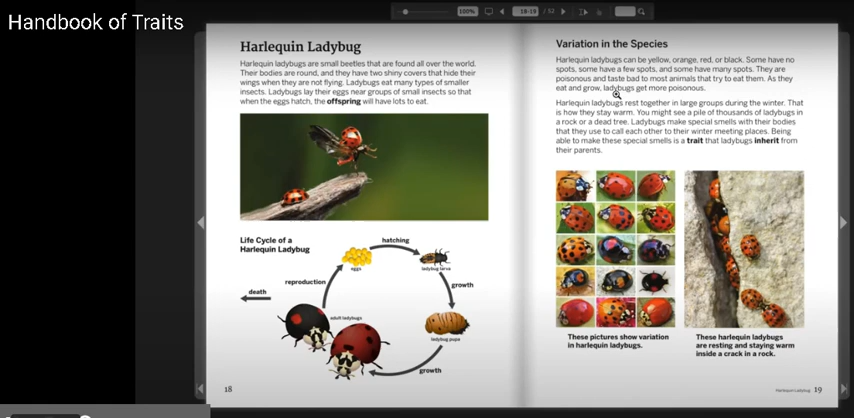 Handbook of Traits
100%
18-19 / 52
Harlequin Ladybug
Harlequin ladybugs are small beetles that are found all over the world.
Their bodies are round, and they have two shiny covers that hide their
wings when they are not flying. Ladybugs eat many types of smaller
insects. Ladybugs lay their eggs near groups of small insects so that
when the eggs hatch, the offspring will have lots to eat.
Life Cycle of a
Harlequin Ladybug
hatching
eggs
ladybug larva
reproduction
growth
death
adult ladybugs
ladybug pupa
growth
18
Variation in the Species
Harlequin ladybugs can be yellow, orange, red, or black. Some have no
spots, some have a few spots, and some have many spots. They are
poisonous and taste bad to most animals that try to eat them. As they
eat and grow, ladybugs get more poisonous.
Harlequin ladybugs rest together in large groups during the winter. That
is how they stay warm. You might see a pile of thousands of ladybugs in
a rock or a dead tree. Ladybugs make special smells with their bodies
that they use to call each other to their winter meeting places. Being
able to make these special smells is a trait that ladybugs inherit from
their parents.
These pictures show variation
in harlequin ladybugs.
These harlequin ladybugs
are resting and staying warm
inside a crack in a rock.
Harlequin Ladybug 19